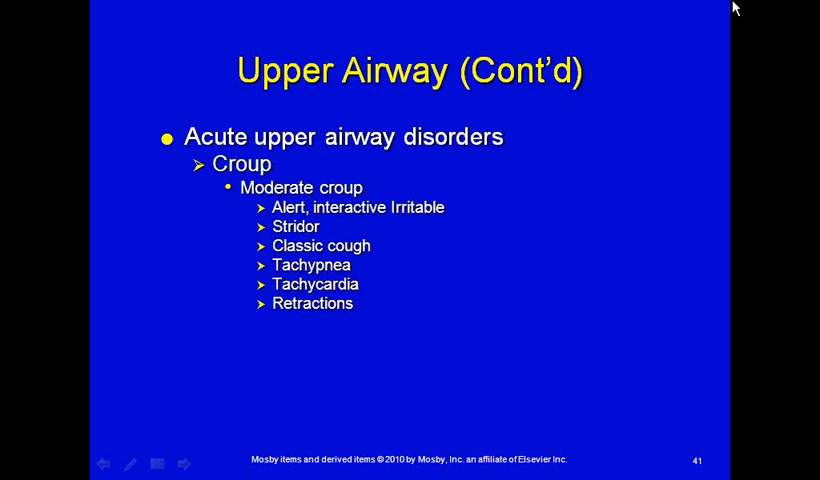 Upper Airway (Cont'd)
Acute upper airway disorders
Croup
Moderate croup
Alert, interactive Irritable
Stridor
Classic cough
Tachypnea
Tachycardia
Retractions
Mosby items and derived items © 2010 by Mosby, Inc. an affiliate of Elsevier Inc.
41